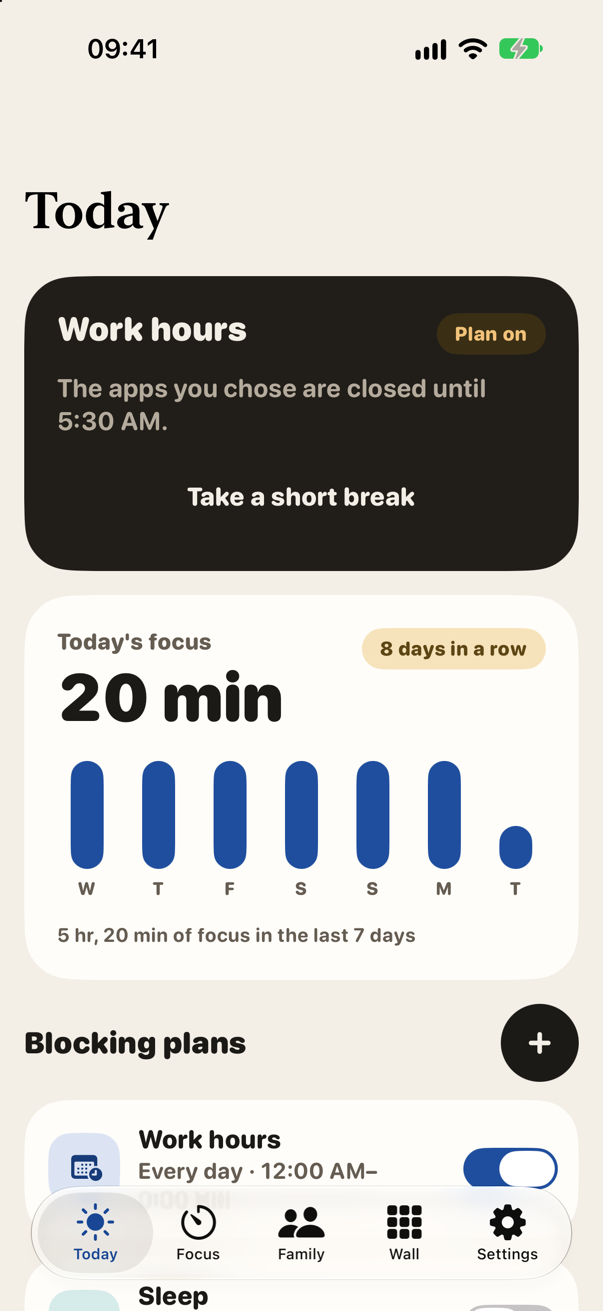 09:41
Today
Work hours
Plan on
The apps you chose are closed until
5:30 AM.
Take a short break
Today's focus
8 days in a row
20 min
W T F S S M T
5 hr, 20 min of focus in the last 7 days
Blocking plans
Work hours
Every day · 12:00 AM–
Today
Focus
Family
Wall
Settings
Sleep